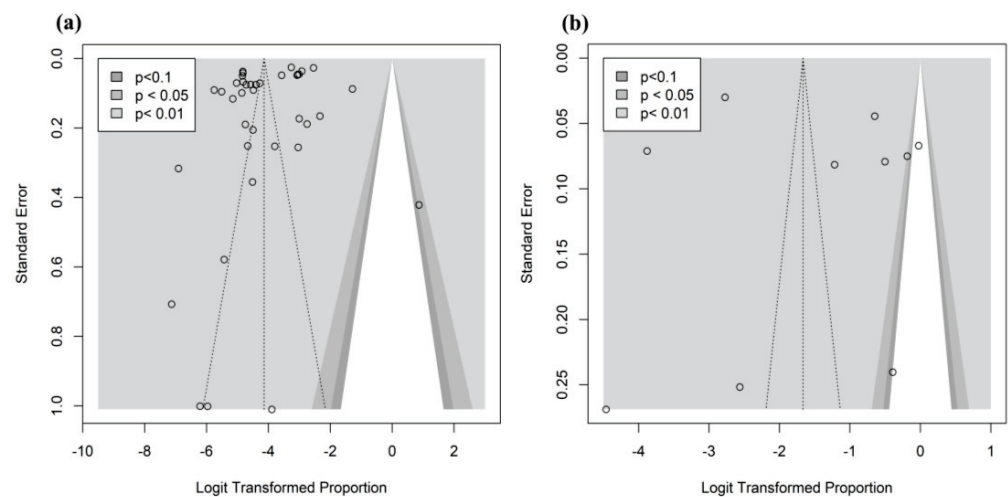 (a)
p<0.1
p < 0.05
p< 0.01
0.0
0.2
0.4
0.6
0.8
1.0
Standard Error
-10
-8
-6
-4
-2
0
2
Logit Transformed Proportion
(b)
p<0.1
p < 0.05
p< 0.01
0.00
0.05
0.10
0.15
0.20
0.25
Standard Error
-4
-3
-2
-1
0
1
Logit Transformed Proportion